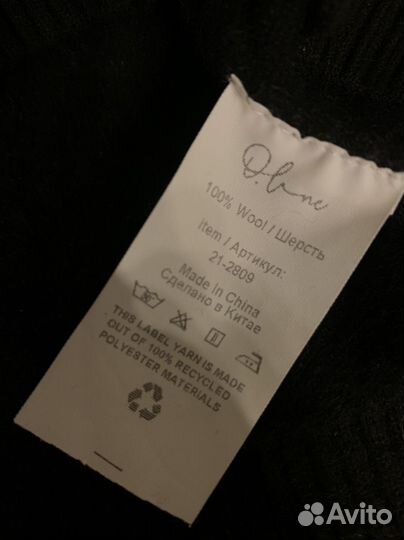 D.Lane
100% Wool / Шерсть
item / Артикул:
21-2809
Made in China
Сделано в Китае
THIS LABEL YARN IS MADE
OUT OF 100% RECYCLED
POLYESTER MATERIALS
Avito